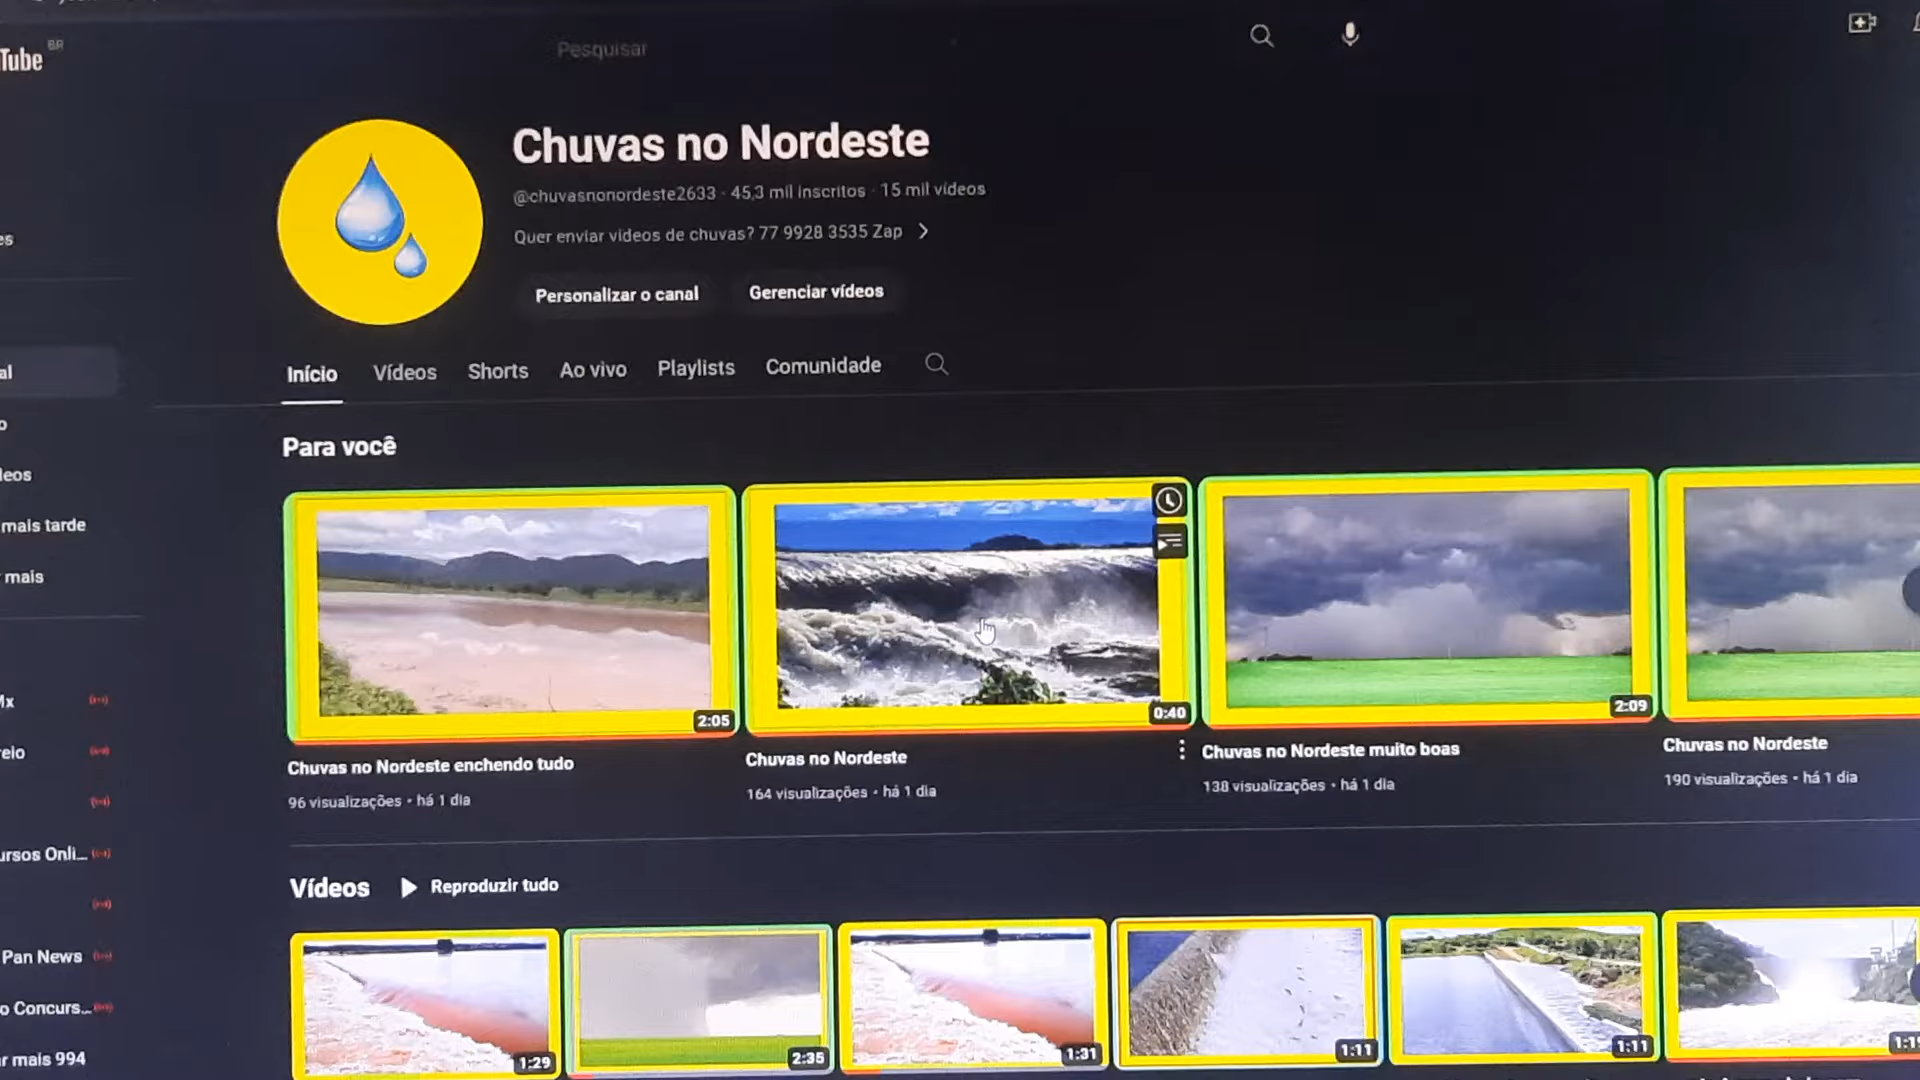 Tube BR
Pesquisar
Chuvas no Nordeste
@chuvasnonordeste2633 · 45,3 mil inscritos · 15 mil vídeos
Quer enviar vídeos de chuvas? 77 9928 3535 Zap
Personalizar o canal
Gerenciar vídeos
Início
Vídeos
Shorts
Ao vivo
Playlists
Comunidade
mais tarde
mais
Pan News
Concurs...
mais 994
Para você
2:05
0:40
2:09
Chuvas no Nordeste enchendo tudo
96 visualizações • há 1 dia
Chuvas no Nordeste
164 visualizações • há 1 dia
Chuvas no Nordeste muito boas
138 visualizações • há 1 dia
Chuvas no Nordeste
190 visualizações • há 1 dia
Vídeos
Reproduzir tudo
1:29
2:35
1:31
1:11
1:11